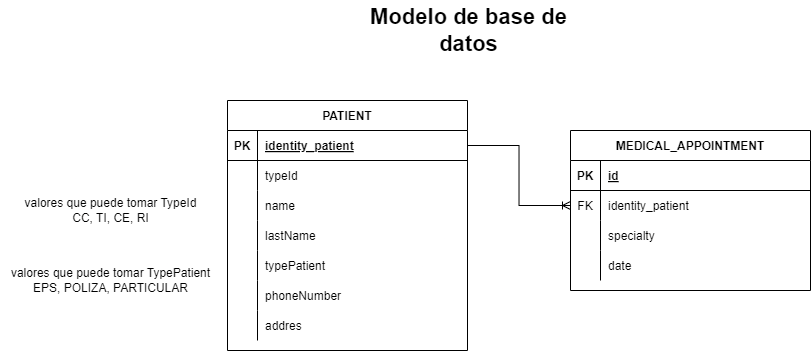 Modelo de base de
datos
PATIENT
PK identity_patient
typeId
name
lastName
typePatient
phoneNumber
addres
valores que puede tomar TypeId
CC, TI, CE, RI
valores que puede tomar TypePatient
EPS, POLIZA, PARTICULAR
MEDICAL_APPOINTMENT
PK id
FK identity_patient
specialty
date